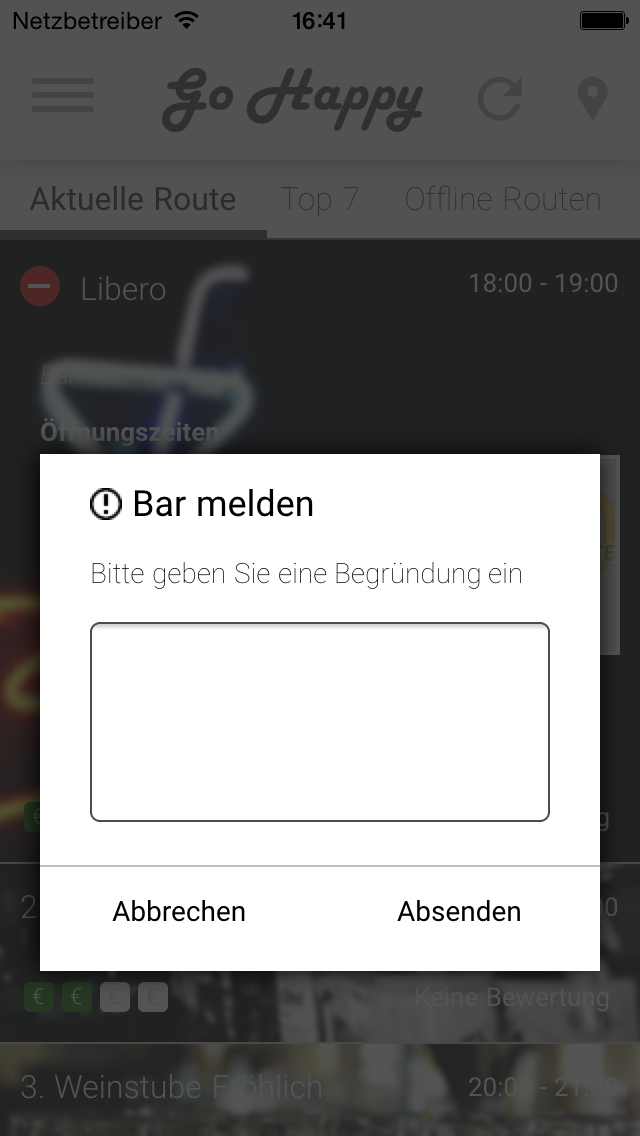 Netzbetreiber 16:41
Go Happy
Aktuelle Route Top 7 Offline Routen
Libero 18:00 - 19:00
Bar
Öffnungszeiten
Bar melden
Bitte geben Sie eine Begründung ein
€
g
Abbrechen Absenden
2
€ € € €
Keine Bewertung
3. Weinstube Fröhlich 20:00 - 21:00